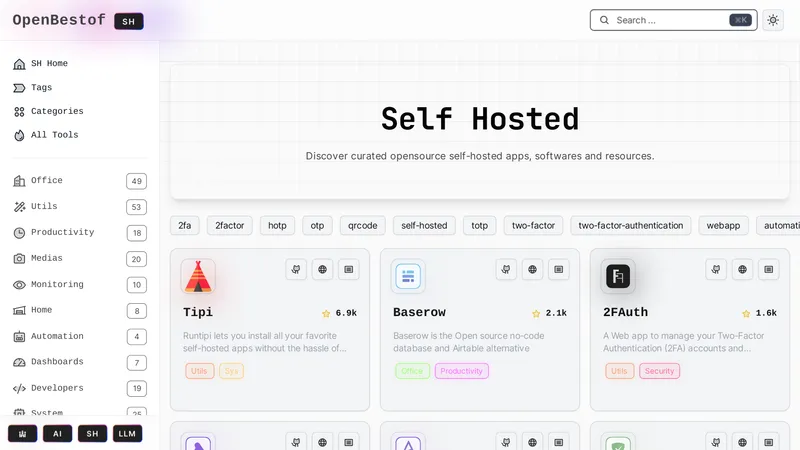 OpenBestof SH
Search ... ⌘K
SH Home
Tags
Categories
All Tools
Office 49
Utils 53
Productivity 18
Medias 20
Monitoring 10
Home 8
Automation 4
Dashboards 7
Developers 19
System 25
AI SH LLM
Self Hosted
Discover curated opensource self-hosted apps, softwares and resources.
2fa 2factor hotp otp qrcode self-hosted totp two-factor two-factor-authentication webapp automati
Tipi 6.9k
Runtipi lets you install all your favorite
self-hosted apps without the hassle of...
Utils Sys
Baserow 2.1k
Baserow is the Open source no-code
database and Airtable alternative
Office Productivity
2FAuth 1.6k
A Web app to manage your Two-Factor
Authentication (2FA) accounts and...
Utils Security